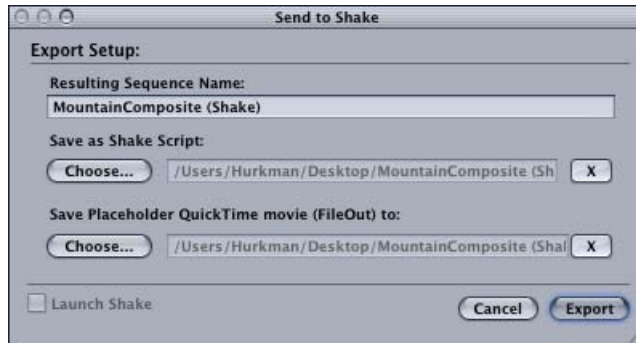 Send to Shake
Export Setup:
Resulting Sequence Name:
MountainComposite (Shake)
Save as Shake Script:
Choose... /Users/Hurkman/Desktop/MountainComposite (Sh X
Save Placeholder QuickTime movie (FileOut) to:
Choose... /Users/Hurkman/Desktop/MountainComposite (Shal X
Launch Shake Cancel Export